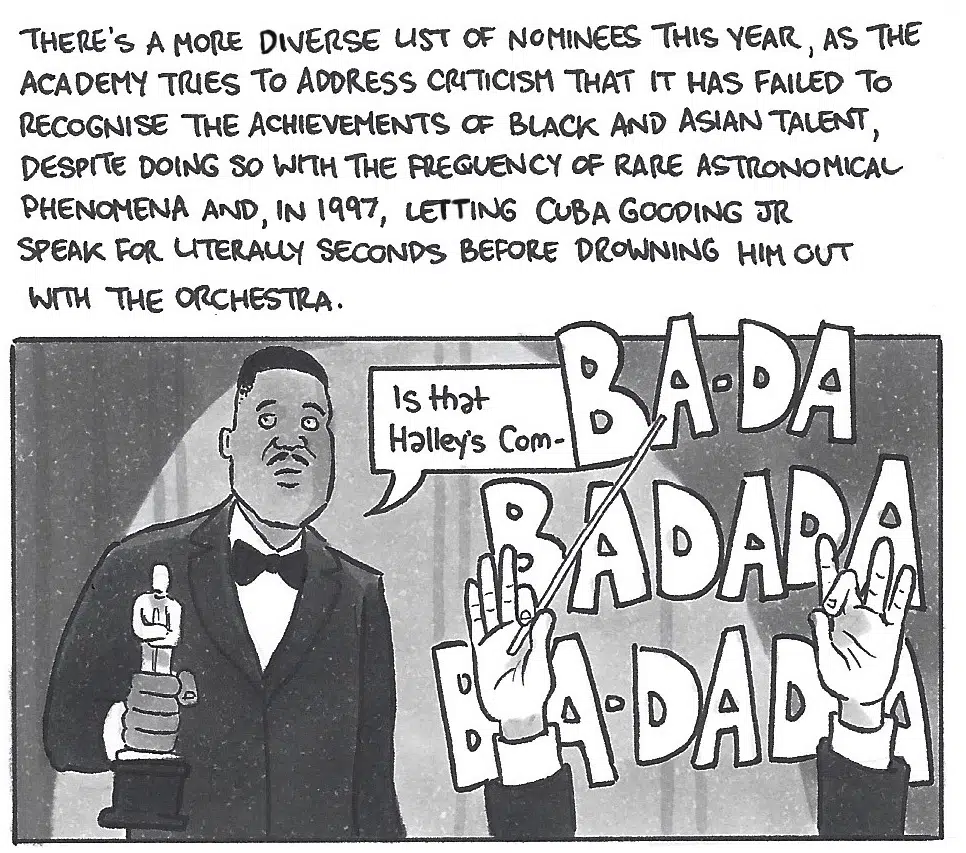 THERE'S A MORE DIVERSE LIST OF NOMINEES THIS YEAR, AS THE
ACADEMY TRIES TO ADDRESS CRITICISM THAT IT HAS FAILED TO
RECOGNISE THE ACHIEVEMENTS OF BLACK AND ASIAN TALENT,
DESPITE DOING SO WITH THE FREQUENCY OF RARE ASTRONOMICAL
PHENOMENA AND, IN 1997, LETTING CUBA GOODING JR
SPEAK FOR LITERALLY SECONDS BEFORE DROWNING HIM OUT
WITH THE ORCHESTRA.
Is that
Halley's Com-
BA-DA
BADADA
BA-DADADA